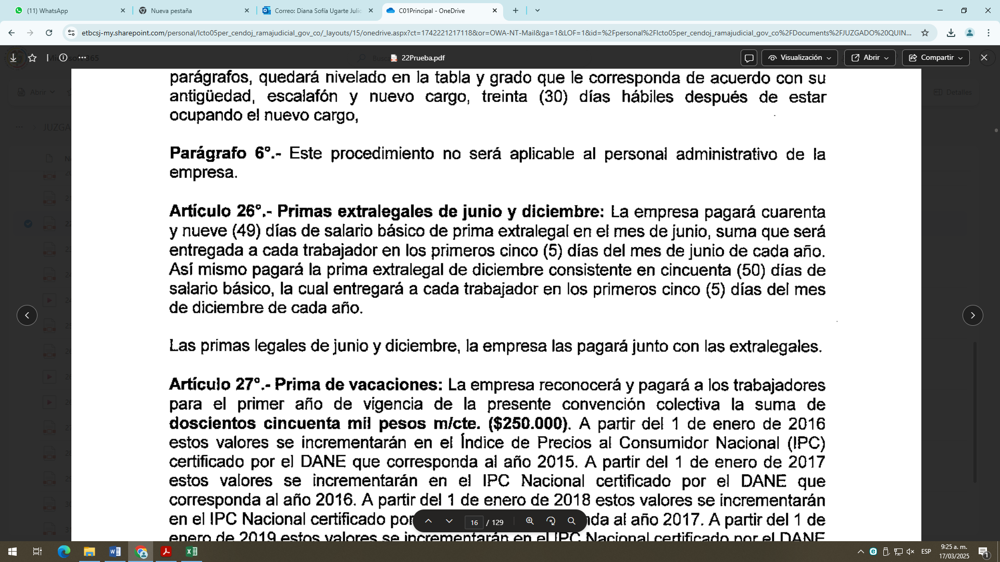 (11) WhatsApp
Nueva pestaña
Correo: Diana Sofía Ugarte Julio
C01Principal - OneDrive
etbcsj-my.sharepoint.com/personal/lcto05per_cendoj_ramajudicial_gov_co/_layouts/15/onedrive.aspx?ct=1742221217118&or=OWA-NT-Mail&ga=1&LOF=1&id=%2Fpersonal%2Flcto05per_cendoj_ramajudicial_gov_co%2FDocuments%2FJUZGADO%20QUIN...
22Prueba.pdf
Visualización
Abrir
Compartir
Abrir
Detalles
JUZGA
parágrafos, quedará nivelado en la tabla y grado que le corresponda de acuerdo con su
antigüedad, escalafón y nuevo cargo, treinta (30) días hábiles después de estar
ocupando el nuevo cargo,
Parágrafo 6°.- Este procedimiento no será aplicable al personal administrativo de la
empresa.
Artículo 26°.- Primas extralegales de junio y diciembre: La empresa pagará cuarenta
y nueve (49) días de salario básico de prima extralegal en el mes de junio, suma que será
entregada a cada trabajador en los primeros cinco (5) días del mes de junio de cada año.
Así mismo pagará la prima extralegal de diciembre consistente en cincuenta (50) días de
salario básico, la cual entregará a cada trabajador en los primeros cinco (5) días del mes
de diciembre de cada año.
Las primas legales de junio y diciembre, la empresa las pagará junto con las extralegales.
Artículo 27°.- Prima de vacaciones: La empresa reconocerá y pagará a los trabajadores
para el primer año de vigencia de la presente convención colectiva la suma de
doscientos cincuenta mil pesos m/cte. ($250.000). A partir del 1 de enero de 2016
estos valores se incrementarán en el Índice de Precios al Consumidor Nacional (IPC)
certificado por el DANE que corresponda al año 2015. A partir del 1 de enero de 2017
estos valores se incrementarán en el IPC Nacional certificado por el DANE que
corresponda al año 2016. A partir del 1 de enero de 2018 estos valores se incrementarán
en el IPC Nacional certificado por nda al año 2017. A partir del 1 de
enero de 2019 estos valores se incrementarán en el IPC Nacional certificado por el DANE
16 / 129
ESP
9:25 a. m.
17/03/2025
1